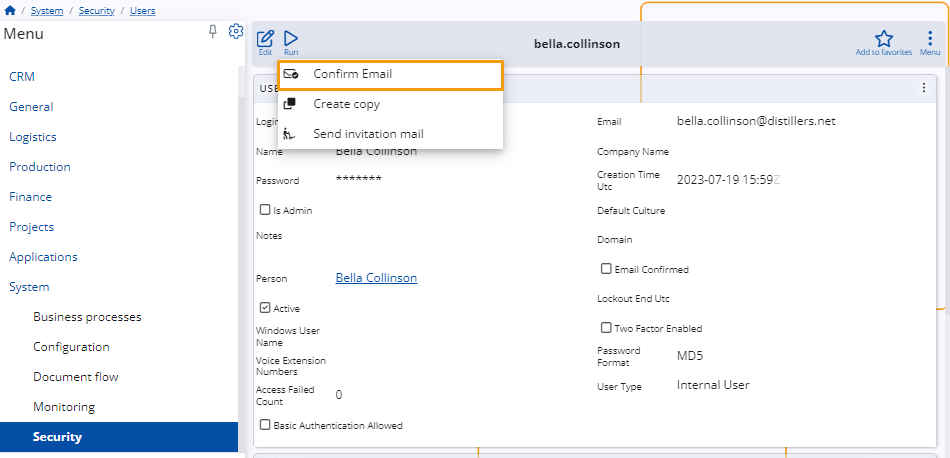 / System / Security / Users
Menu
CRM
General
Logistics
Production
Finance
Projects
Applications
System
Business processes
Configuration
Document flow
Monitoring
Security
Edit
Run
bella.collinson
Add to favorites
Menu
Confirm Email
Create copy
Send invitation mail
Email
bella.collinson@distillers.net
Name
Bella Collinson
Company Name
Password
*******
Creation Time
Utc
2023-07-19 15:59Z
Is Admin
Default Culture
Notes
Domain
Person
Bella Collinson
Email Confirmed
Active
Lockout End Utc
Windows User
Name
Two Factor Enabled
Voice Extension
Numbers
Password
Format
MD5
Access Failed
Count
0
User Type
Internal User
Basic Authentication Allowed